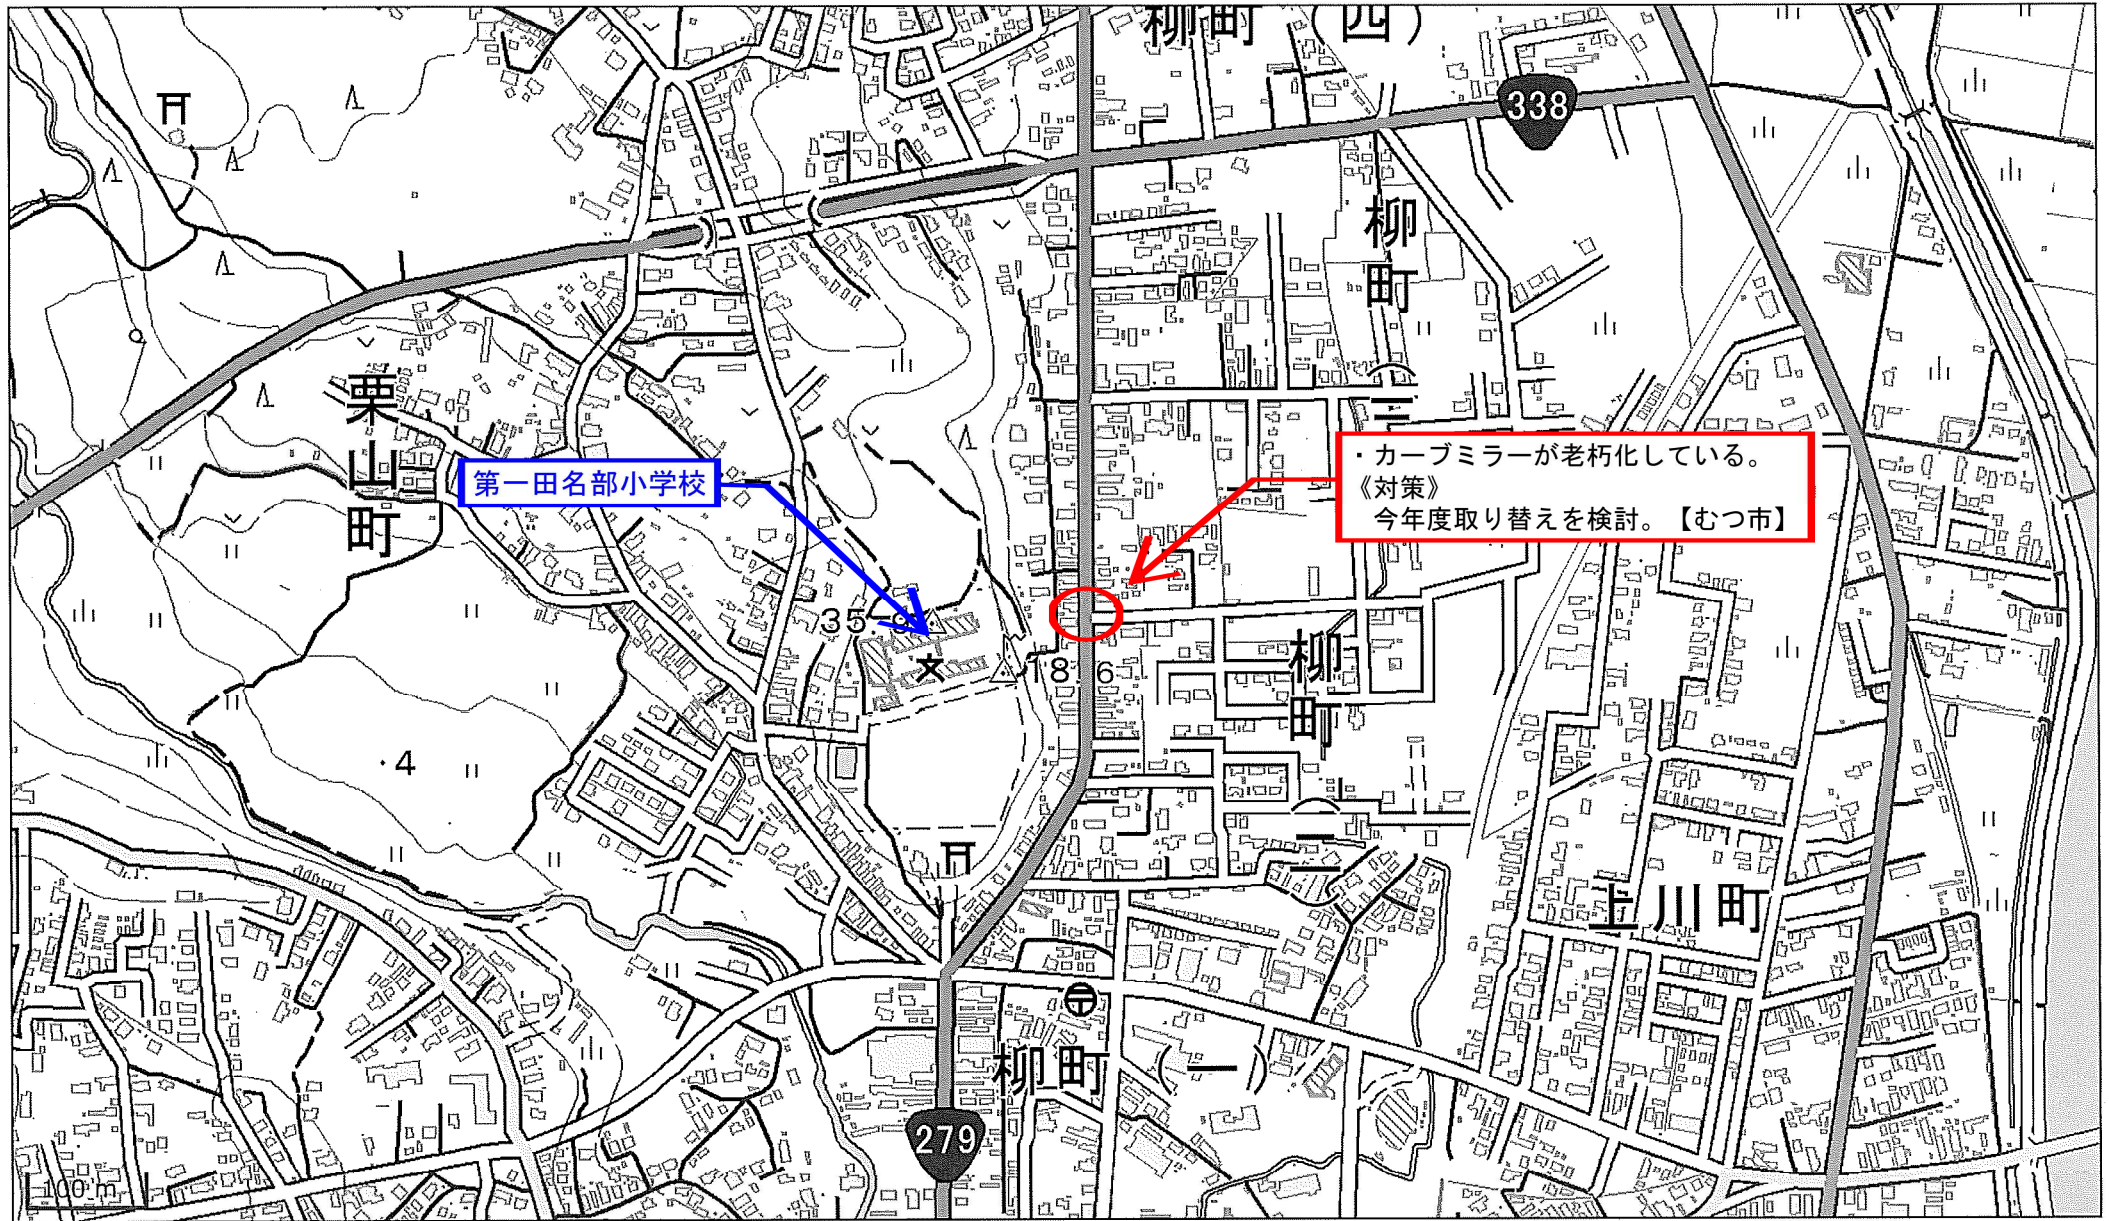 柳町(四)
338
柳町(三)
栗山町
第一田名部小学校
・カーブミラーが老朽化している。
《対策》
今年度取り替えを検討。【むつ市】
18.6
柳町(二)
・4
上川町
柳町(一)
279
100 m